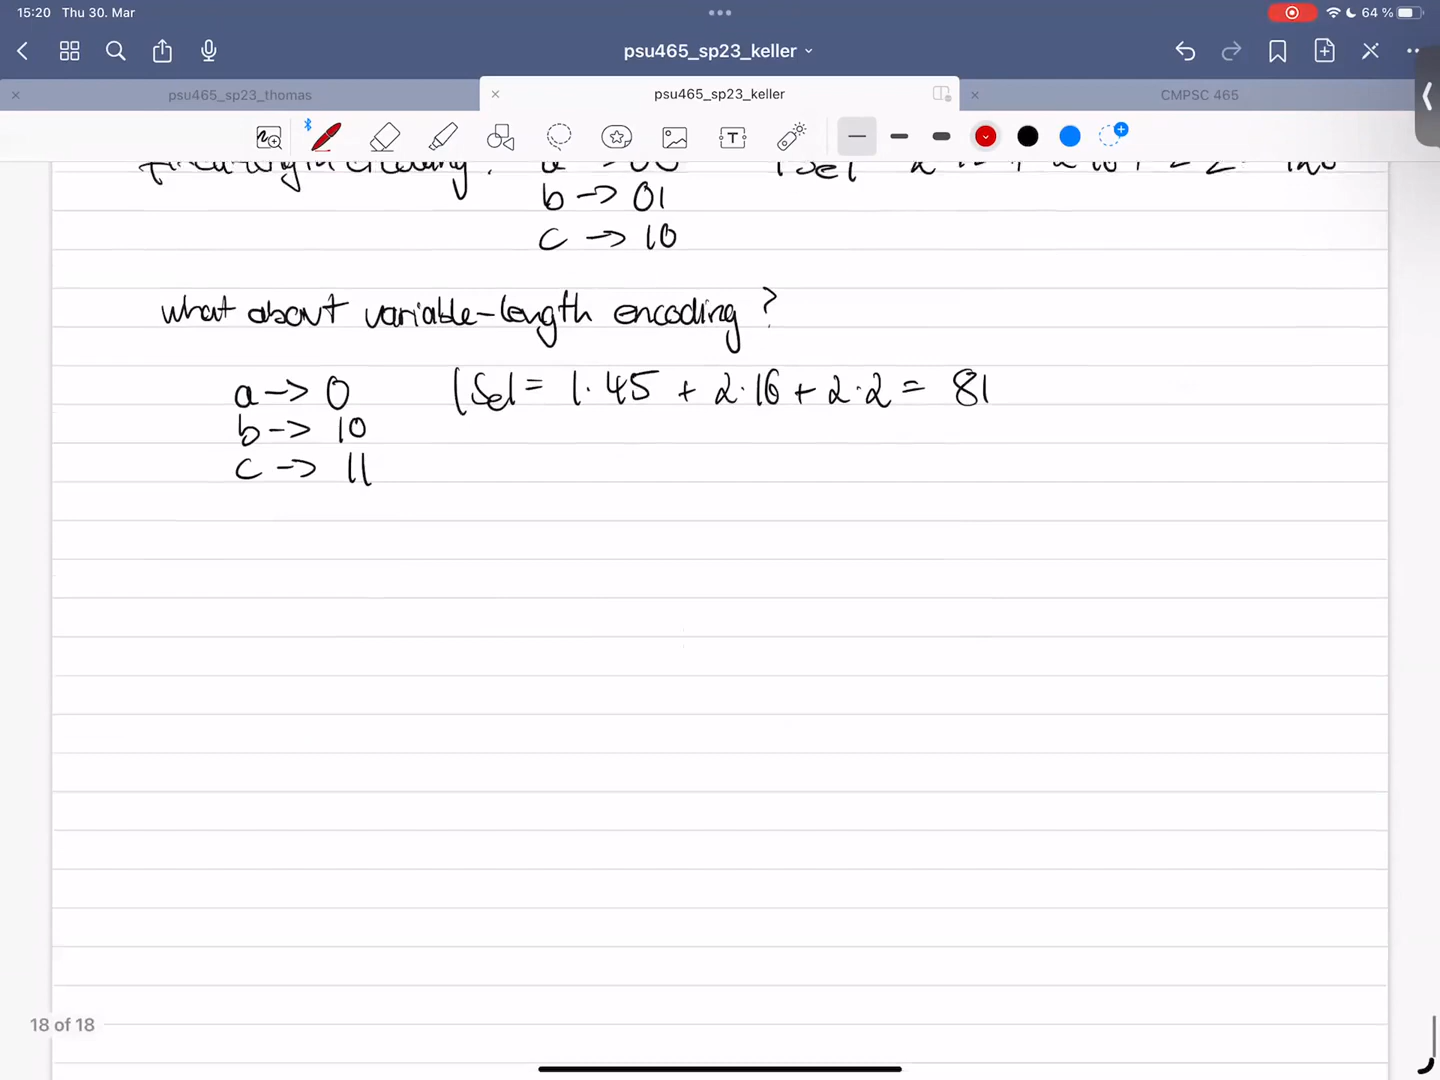 15:20 Thu 30. Mar
64 %
psu465_sp23_keller
psu465_sp23_thomas
psu465_sp23_keller
CMPSC 465
T
b -> 01
c -> 10
what about variable-length encoding?
a -> 0 |Se| = 1·45 + 2·16 + 2·2 = 81
b -> 10
c -> 11
18 of 18